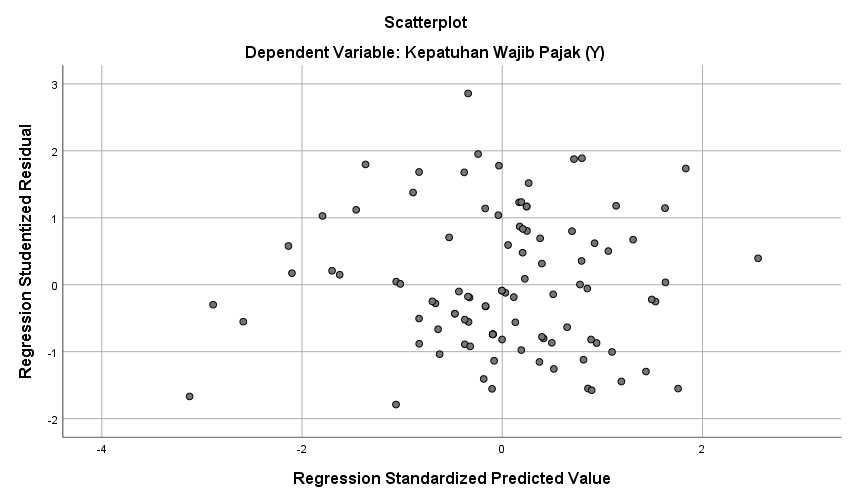 Scatterplot
Dependent Variable: Kepatuhan Wajib Pajak (Y)
Regression Studentized Residual
3
2
1
0
-1
-2
-4
-2
0
2
Regression Standardized Predicted Value